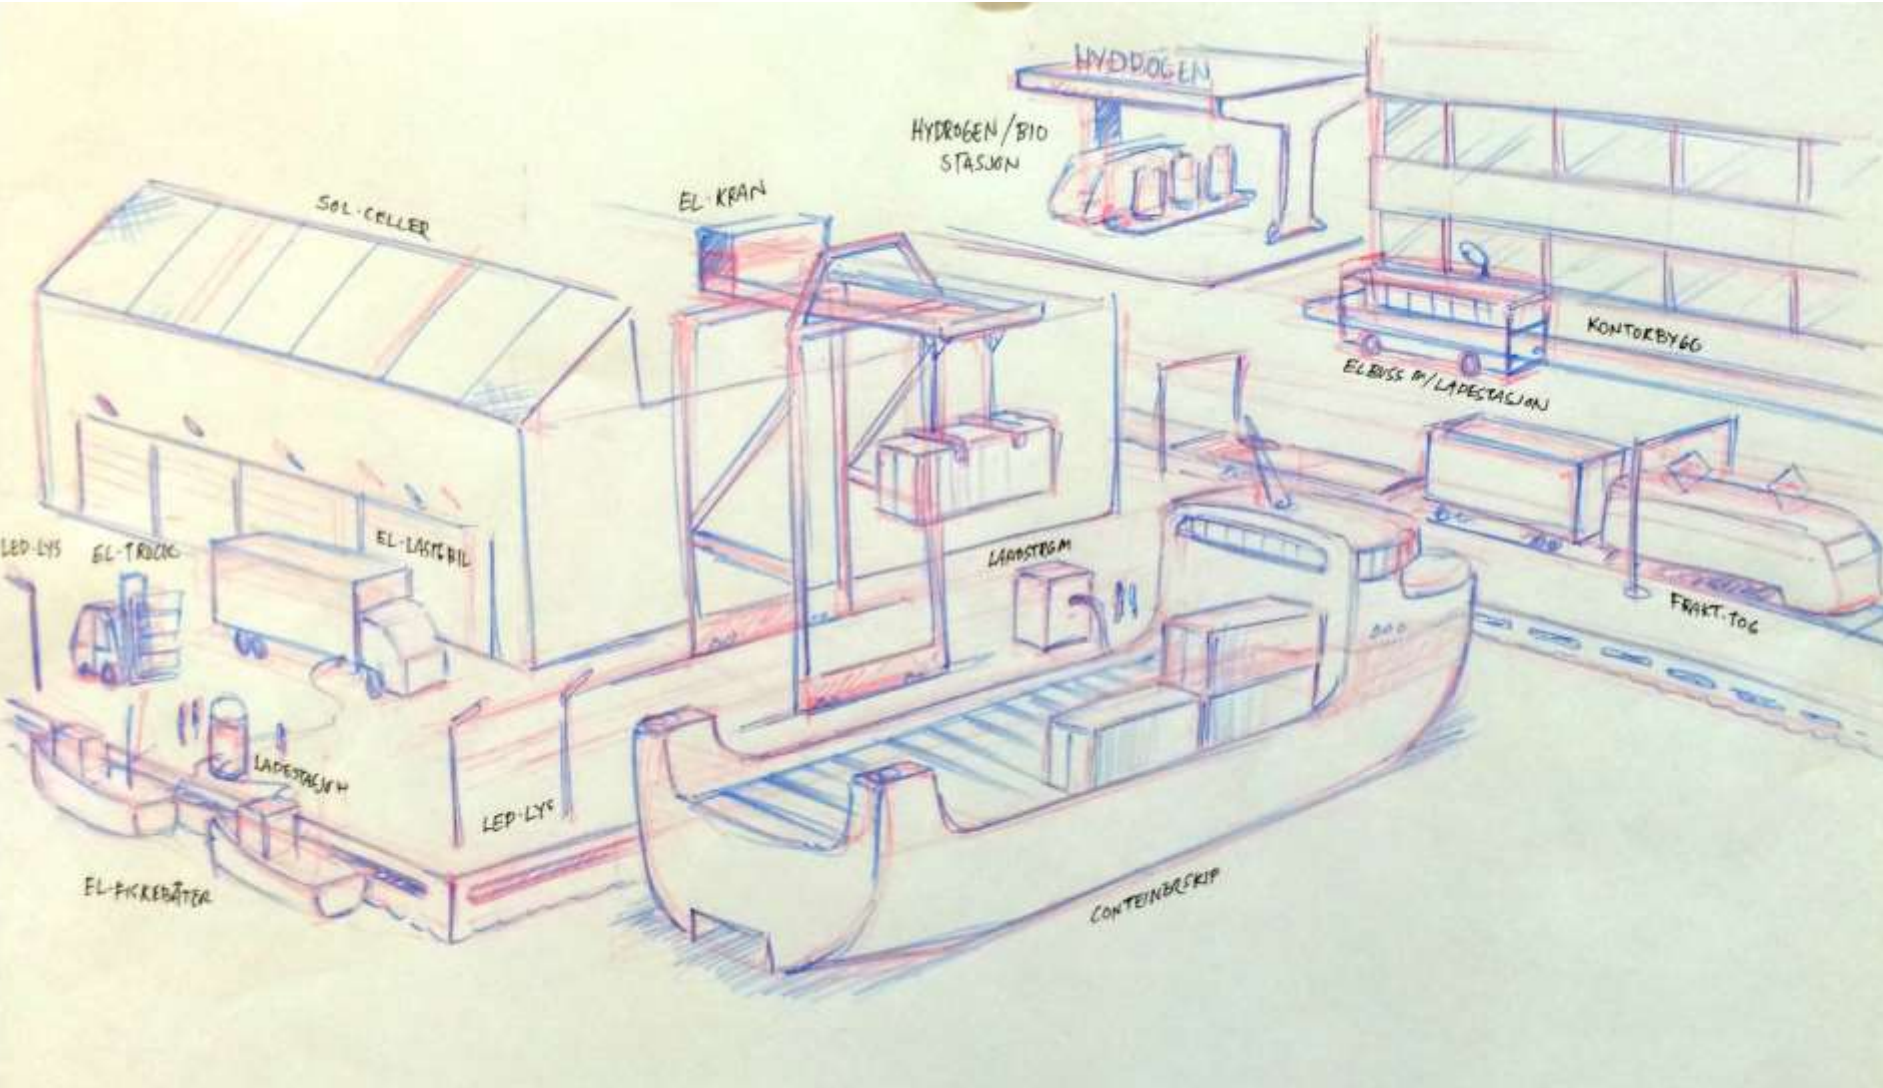 HYDROGEN
HYDROGEN/BIO
STASJON
SOL-CELLER
EL-KRAN
KONTORBYGG
ELBUSS M/LADESTASJON
LED-LYS
EL-TRUCK
EL-LASTEBIL
LANDSTRØM
FRAKT-TOG
LADESTASJON
LED-LYS
EL-FISKEBÅTER
CONTEINERSKIP